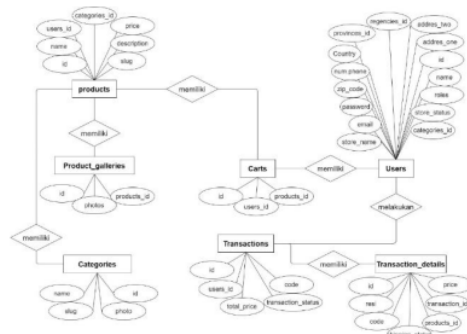 categories_id
regencies_id
users_id
price
provinces_id
addres_two
name
description
Country
addres_one
id
slug
num.phone
id
products
memiliki
zip_code
name
password
roles
memiliki
email
store_status
store_name
categories_id
Product_galleries
Carts
memiliki
Users
id
photos
products_id
id
users_id
products_id
melakukan
memiliki
Transactions
Categories
memiliki
Transaction_details
id
code
price
name
id
users_id
transaction_status
id
transaction_id
slug
photo
total_price
resi
code
products_id